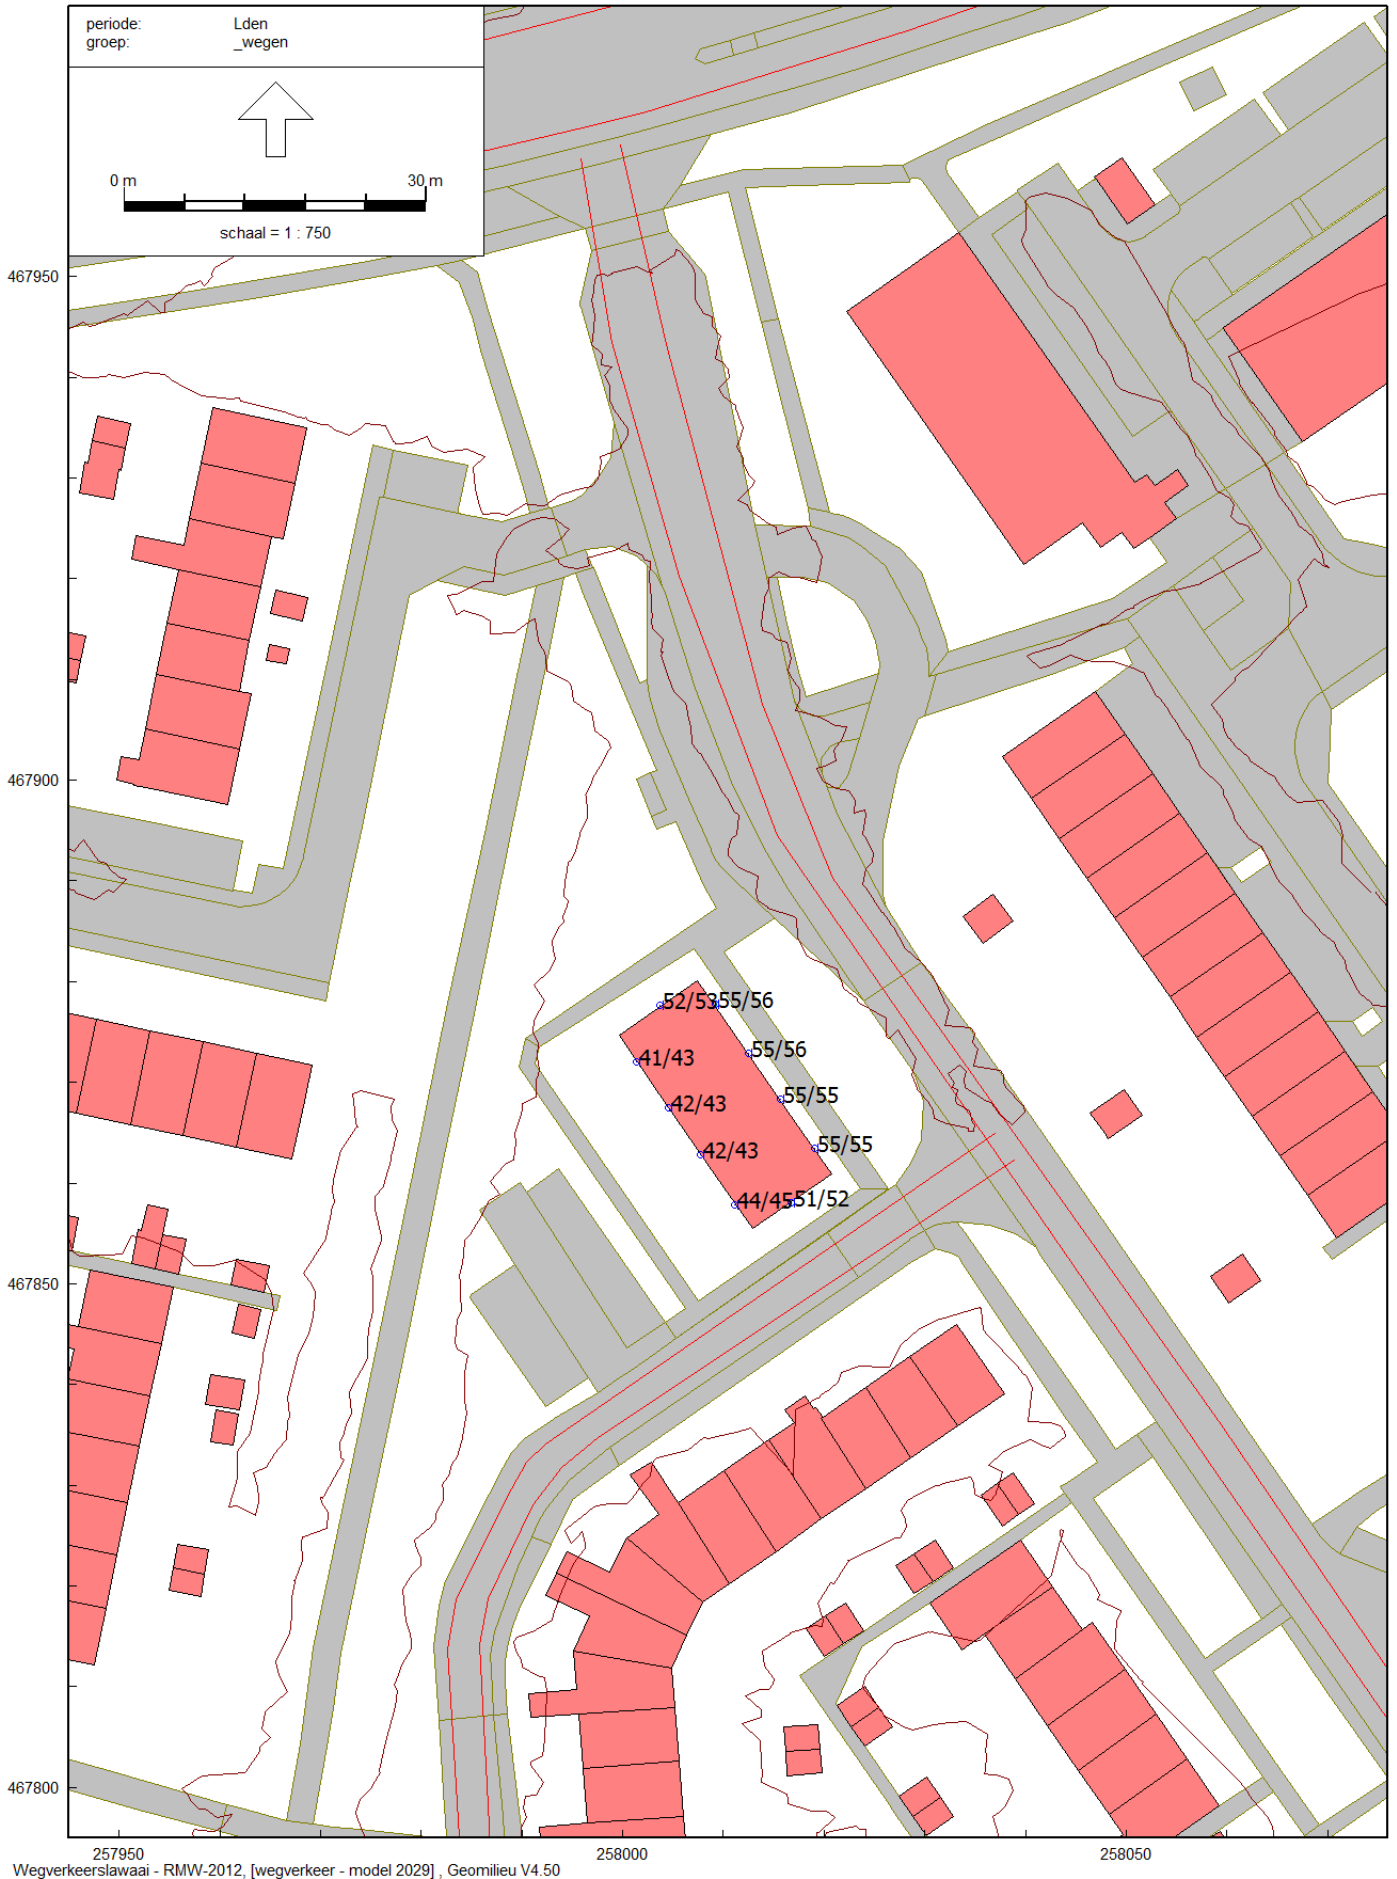 periode: Lden
groep: _wegen
0 m 30 m
schaal = 1 : 750
467950
467900
52/53 55/56
41/43 55/56
42/43 55/55
42/43 55/55
44/45 51/52
467850
467800
257950 258000 258050
Wegverkeerslawaai - RMW-2012, [wegverkeer - model 2029] , Geomilieu V4.50